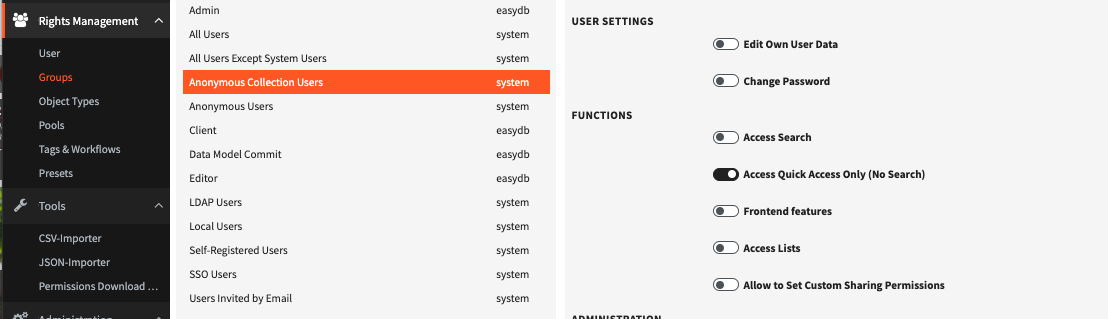 Rights Management
User
Groups
Object Types
Pools
Tags & Workflows
Presets
Tools
CSV-Importer
JSON-Importer
Permissions Download ...
Administration
Admin easydb
All Users system
All Users Except System Users system
Anonymous Collection Users system
Anonymous Users system
Client easydb
Data Model Commit easydb
Editor easydb
LDAP Users system
Local Users system
Self-Registered Users system
SSO Users system
Users Invited by Email system
USER SETTINGS
Edit Own User Data
Change Password
FUNCTIONS
Access Search
Access Quick Access Only (No Search)
Frontend features
Access Lists
Allow to Set Custom Sharing Permissions
ADMINISTRATION